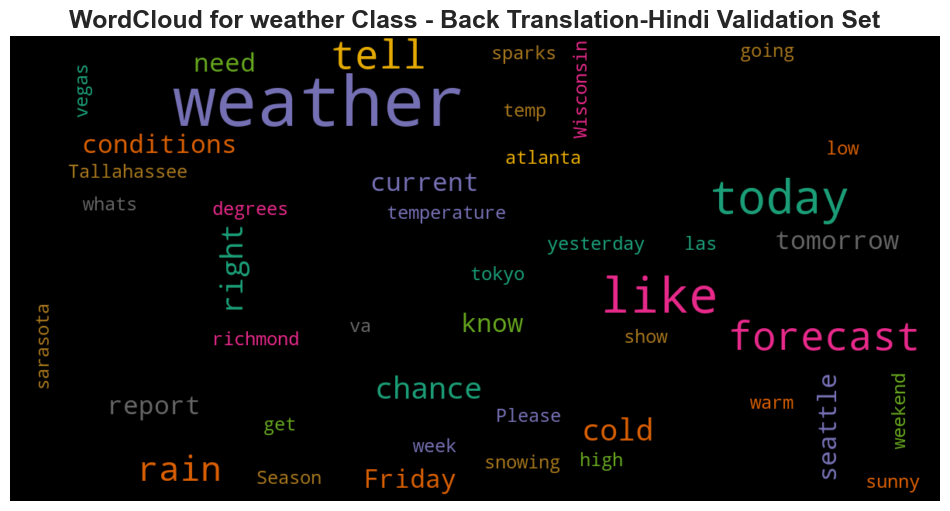 WordCloud for weather Class - Back Translation-Hindi Validation Set
sparks
going
tell
need
vegas
Wisconsin
weather
temp
conditions
low
atlanta
Tallahassee
current
today
whats
degrees
temperature
right
yesterday
las
tomorrow
tokyo
like
sarasota
va
know
richmond
show
forecast
chance
seattle
weekend
report
warm
Please
get
cold
week
rain
snowing
high
Season
Friday
sunny